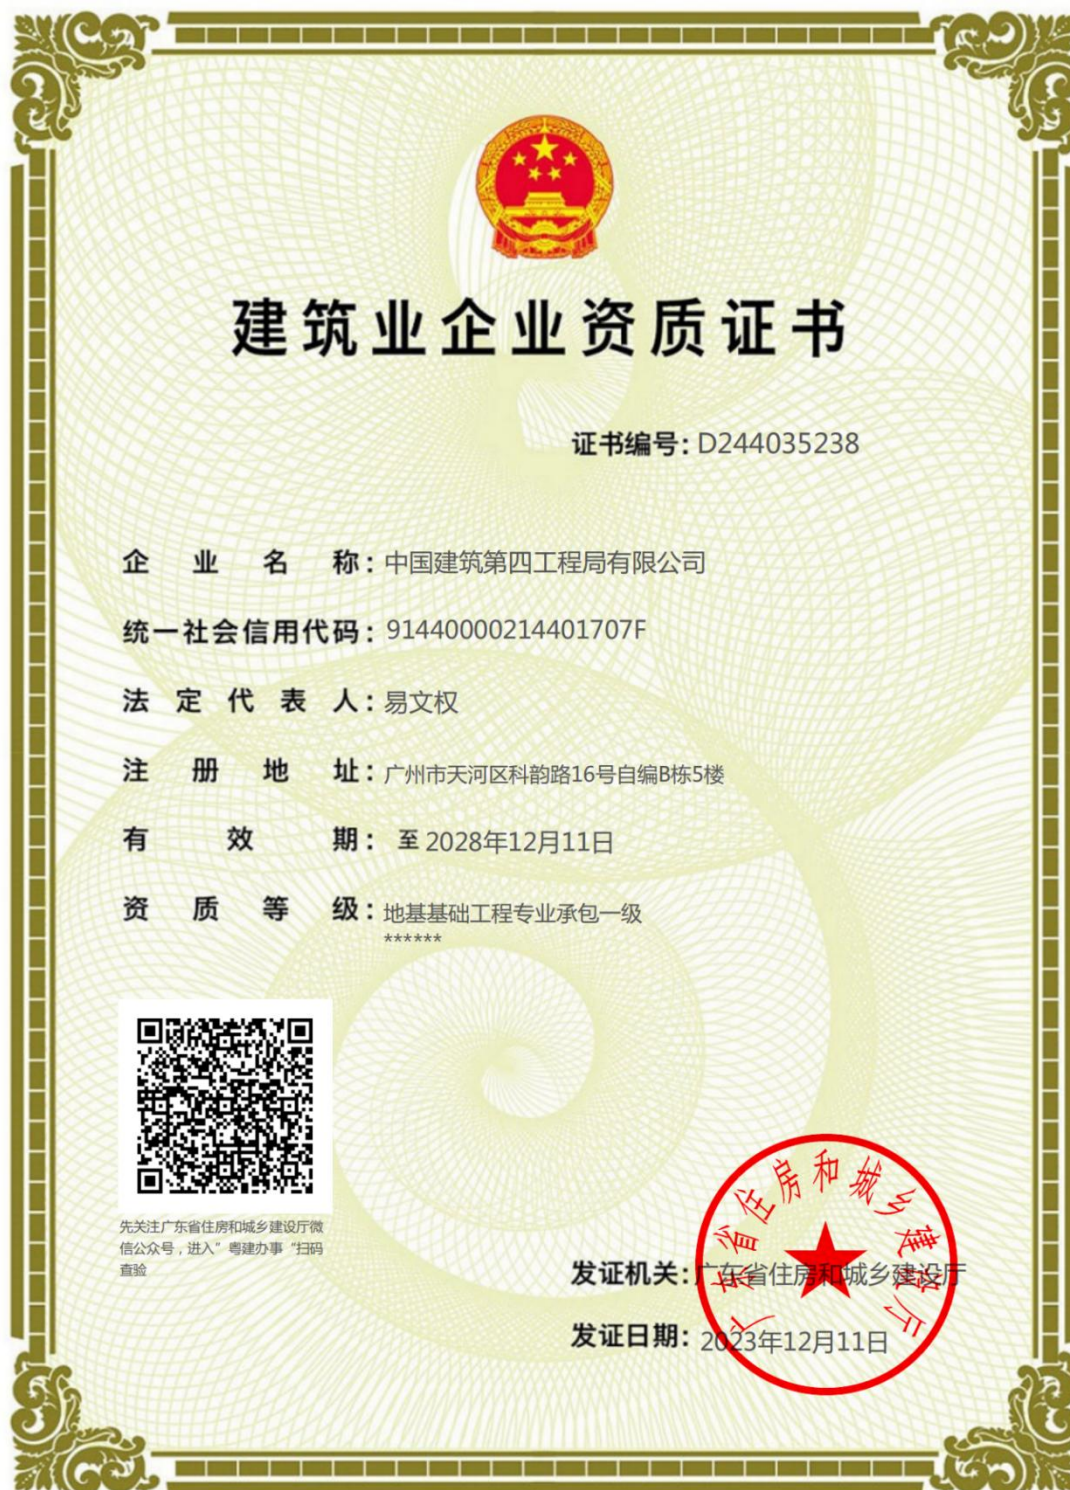 建筑业企业资质证书
证书编号：D244035238
企业名称：中国建筑第四工程局有限公司
统一社会信用代码：91440000214401707F
法定代表人：易文权
注册地址：广州市天河区科韵路16号自编B栋5楼
有效期：至 2028年12月11日
资质等级：地基基础工程专业承包一级
******
先关注广东省住房和城乡建设厅微
信公众号，进入”粤建办事“扫码
查验
广东省住房和城乡建设厅
发证机关：广东省住房和城乡建设厅
发证日期：2023年12月11日